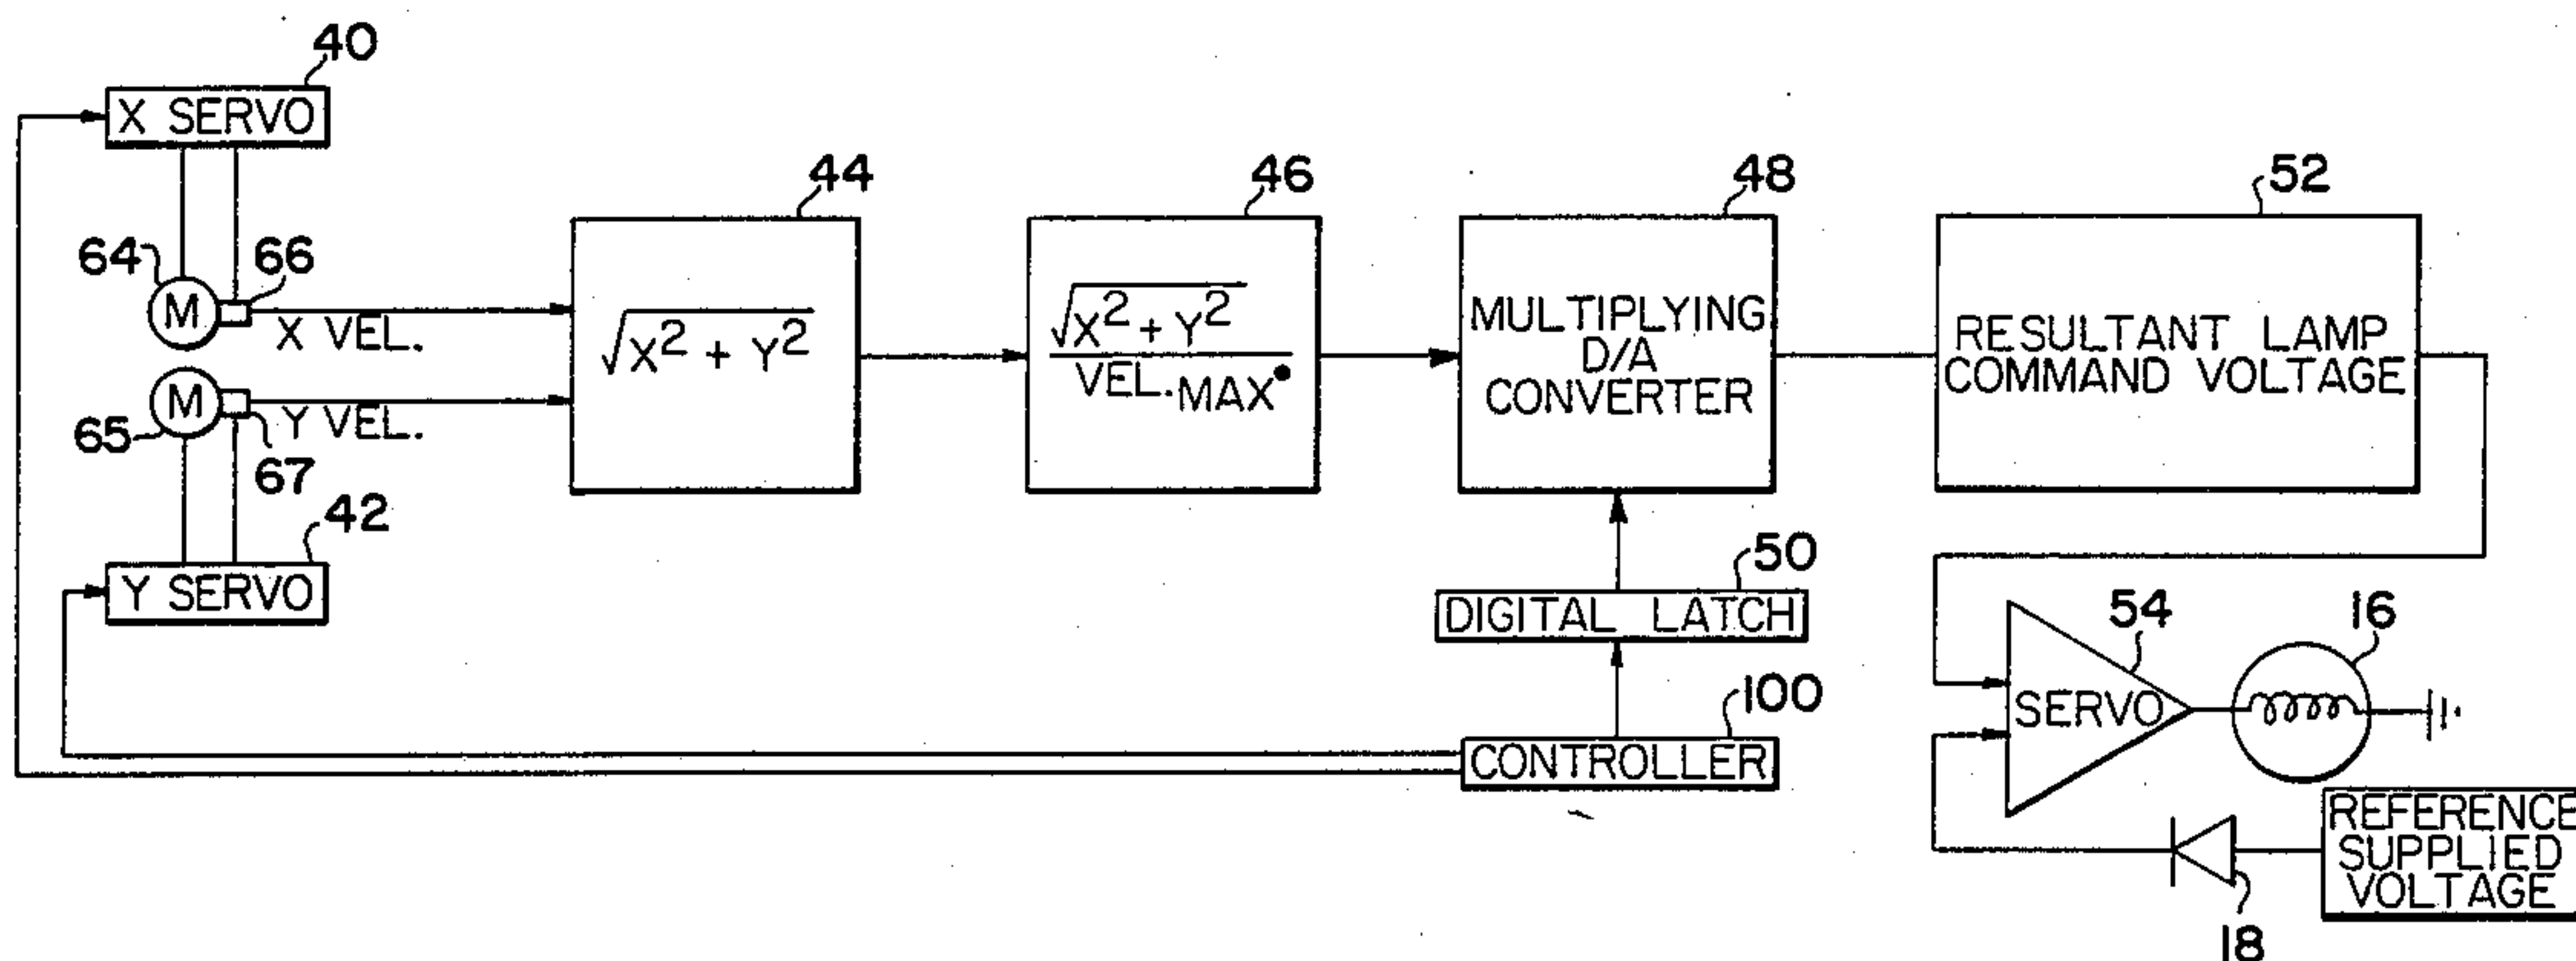 40
X SERVO
44
46
48
52
64
66
M
X VEL.
M
Y VEL.
65
67
42
Y SERVO
√X² + Y²
√X² + Y²
VEL. MAX•
MULTIPLYING
D/A
CONVERTER
RESULTANT LAMP
COMMAND VOLTAGE
50
DIGITAL LATCH
100
CONTROLLER
54
16
SERVO
REFERENCE
SUPPLIED
VOLTAGE
18